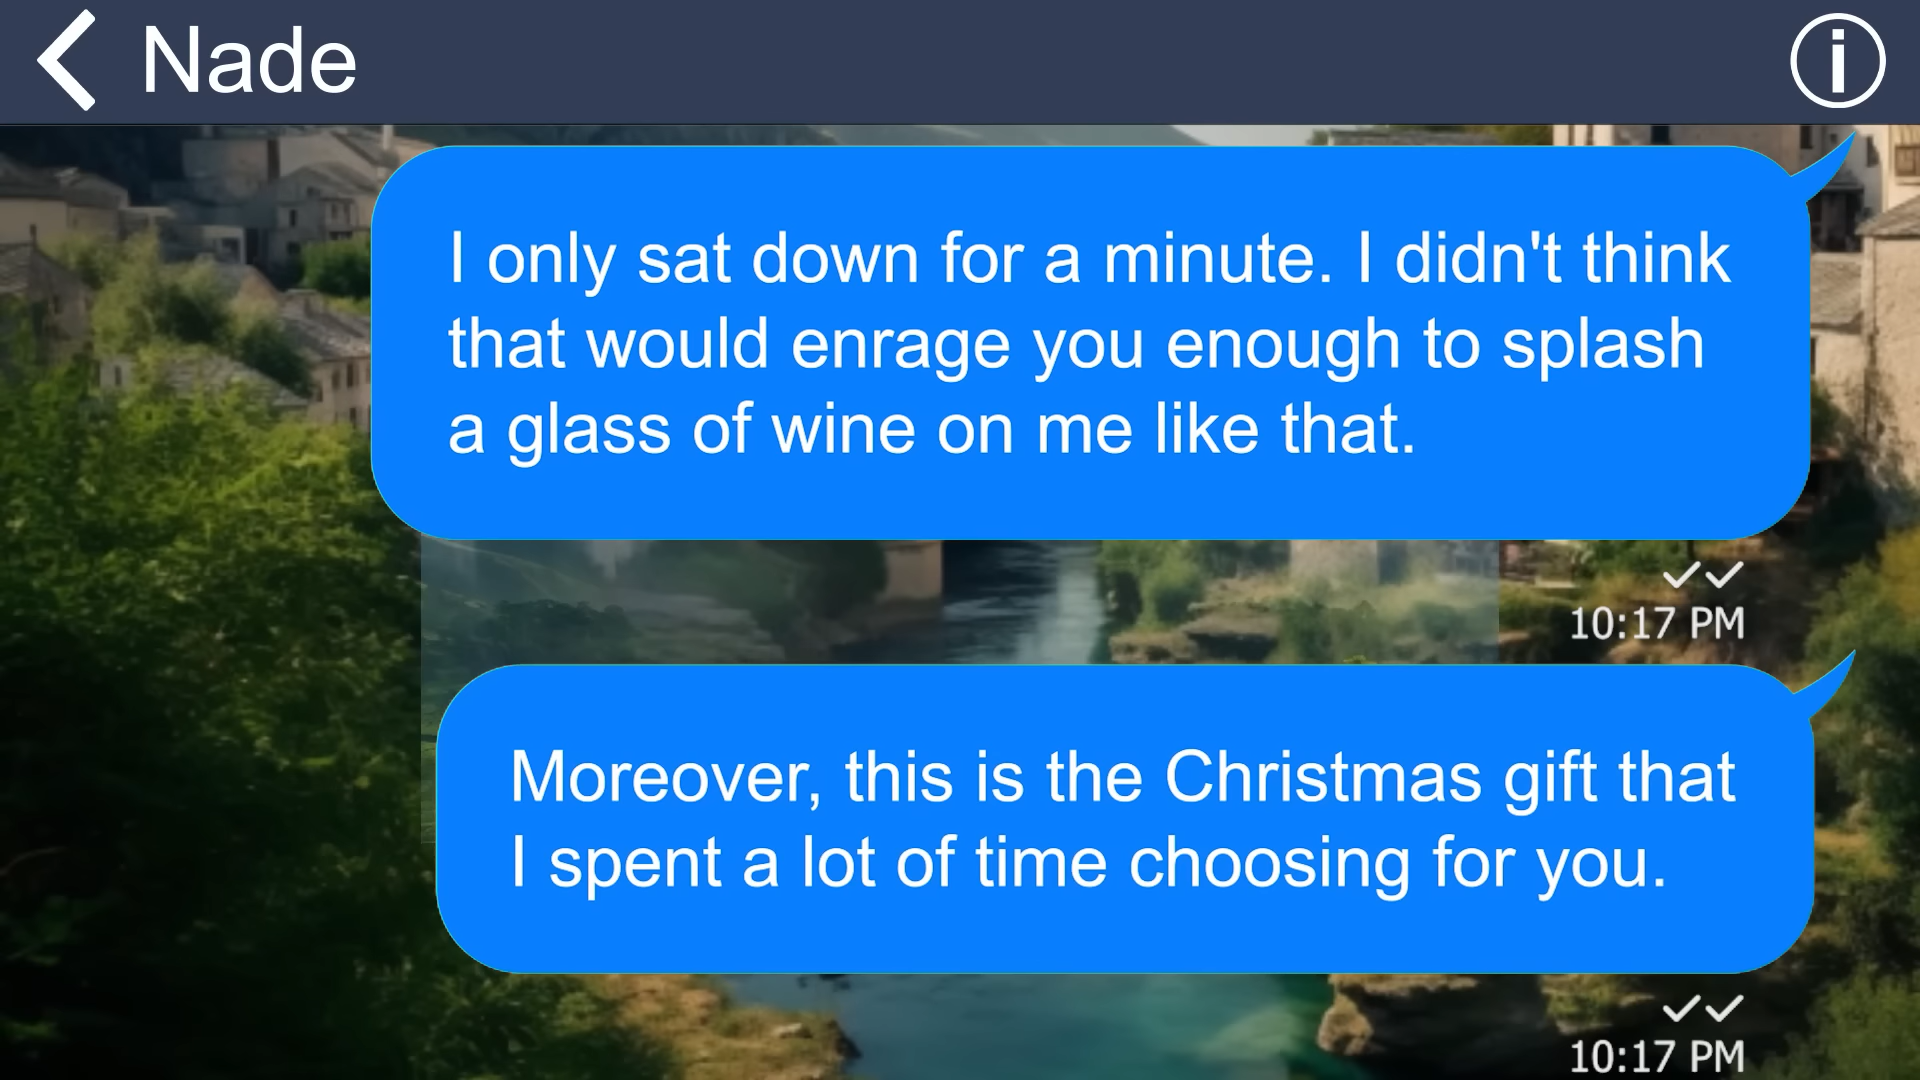 Nade
I only sat down for a minute. I didn't think
that would enrage you enough to splash
a glass of wine on me like that.
10:17 PM
Moreover, this is the Christmas gift that
I spent a lot of time choosing for you.
10:17 PM